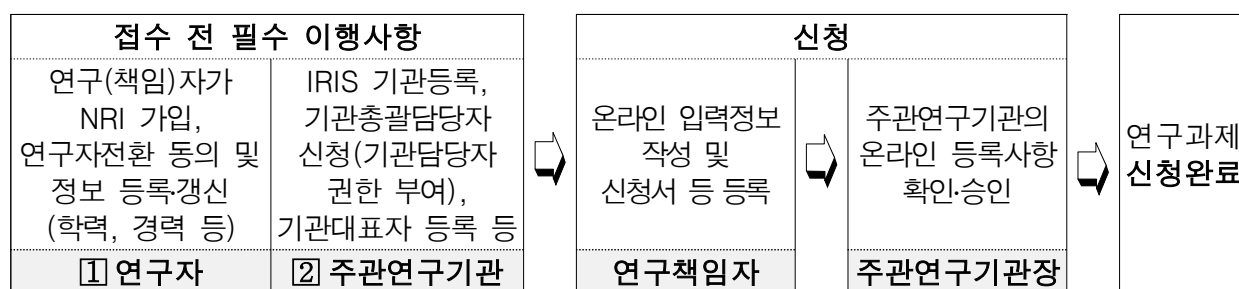 접수 전 필수 이행사항
연구(책임)자가
NRI 가입,
연구자전환 동의 및
정보 등록·갱신
(학력, 경력 등)
① 연구자
IRIS 기관등록,
기관총괄담당자
신청(기관담당자
권한 부여),
기관대표자 등록 등
② 주관연구기관
신청
온라인 입력정보
작성 및
신청서 등 등록
연구책임자
주관연구기관의
온라인 등록사항
확인·승인
주관연구기관장
연구과제
신청완료